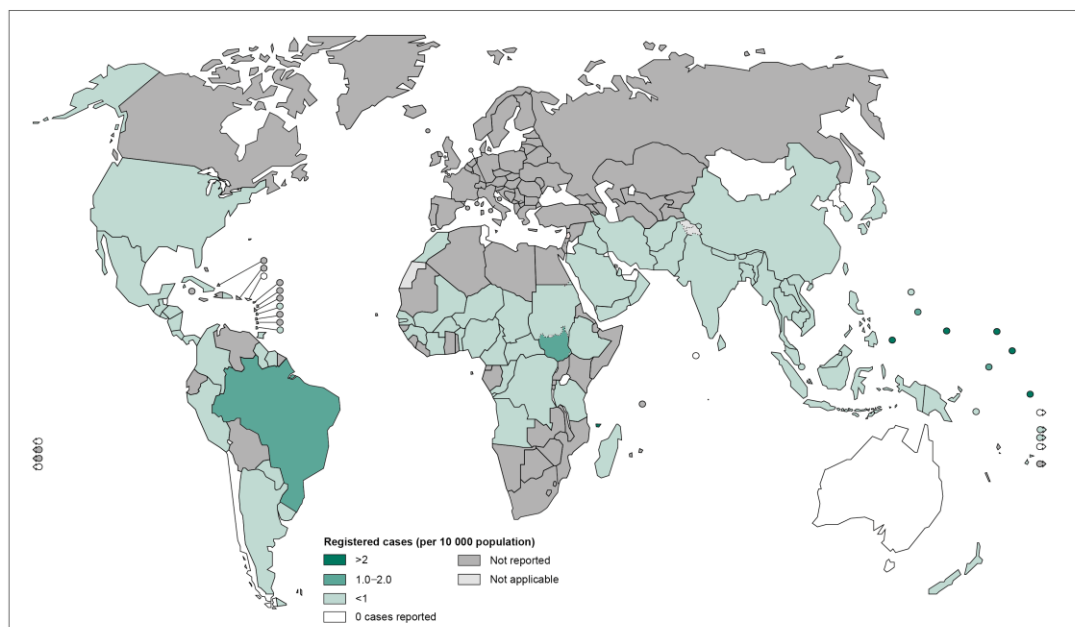 Registered cases (per 10 000 population)
>2
1.0–2.0
<1
0 cases reported
Not reported
Not applicable